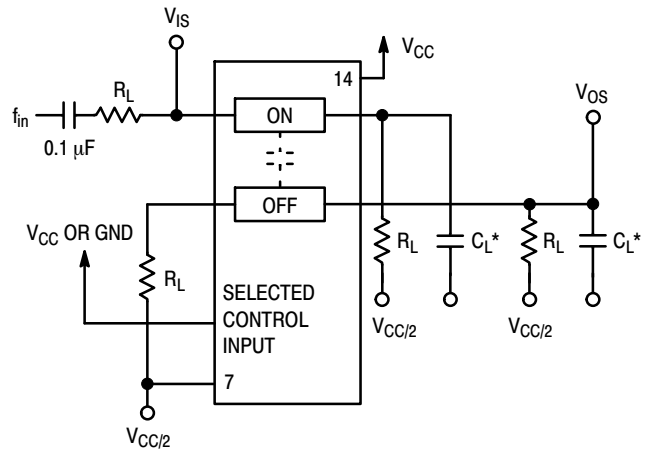 V_IS
14
V_CC
f_in
R_L
0.1 μF
ON
V_OS
OFF
V_CC OR GND
R_L
SELECTED
CONTROL
INPUT
7
V_CC/2
R_L
C_L*
R_L
C_L*
V_CC/2
V_CC/2